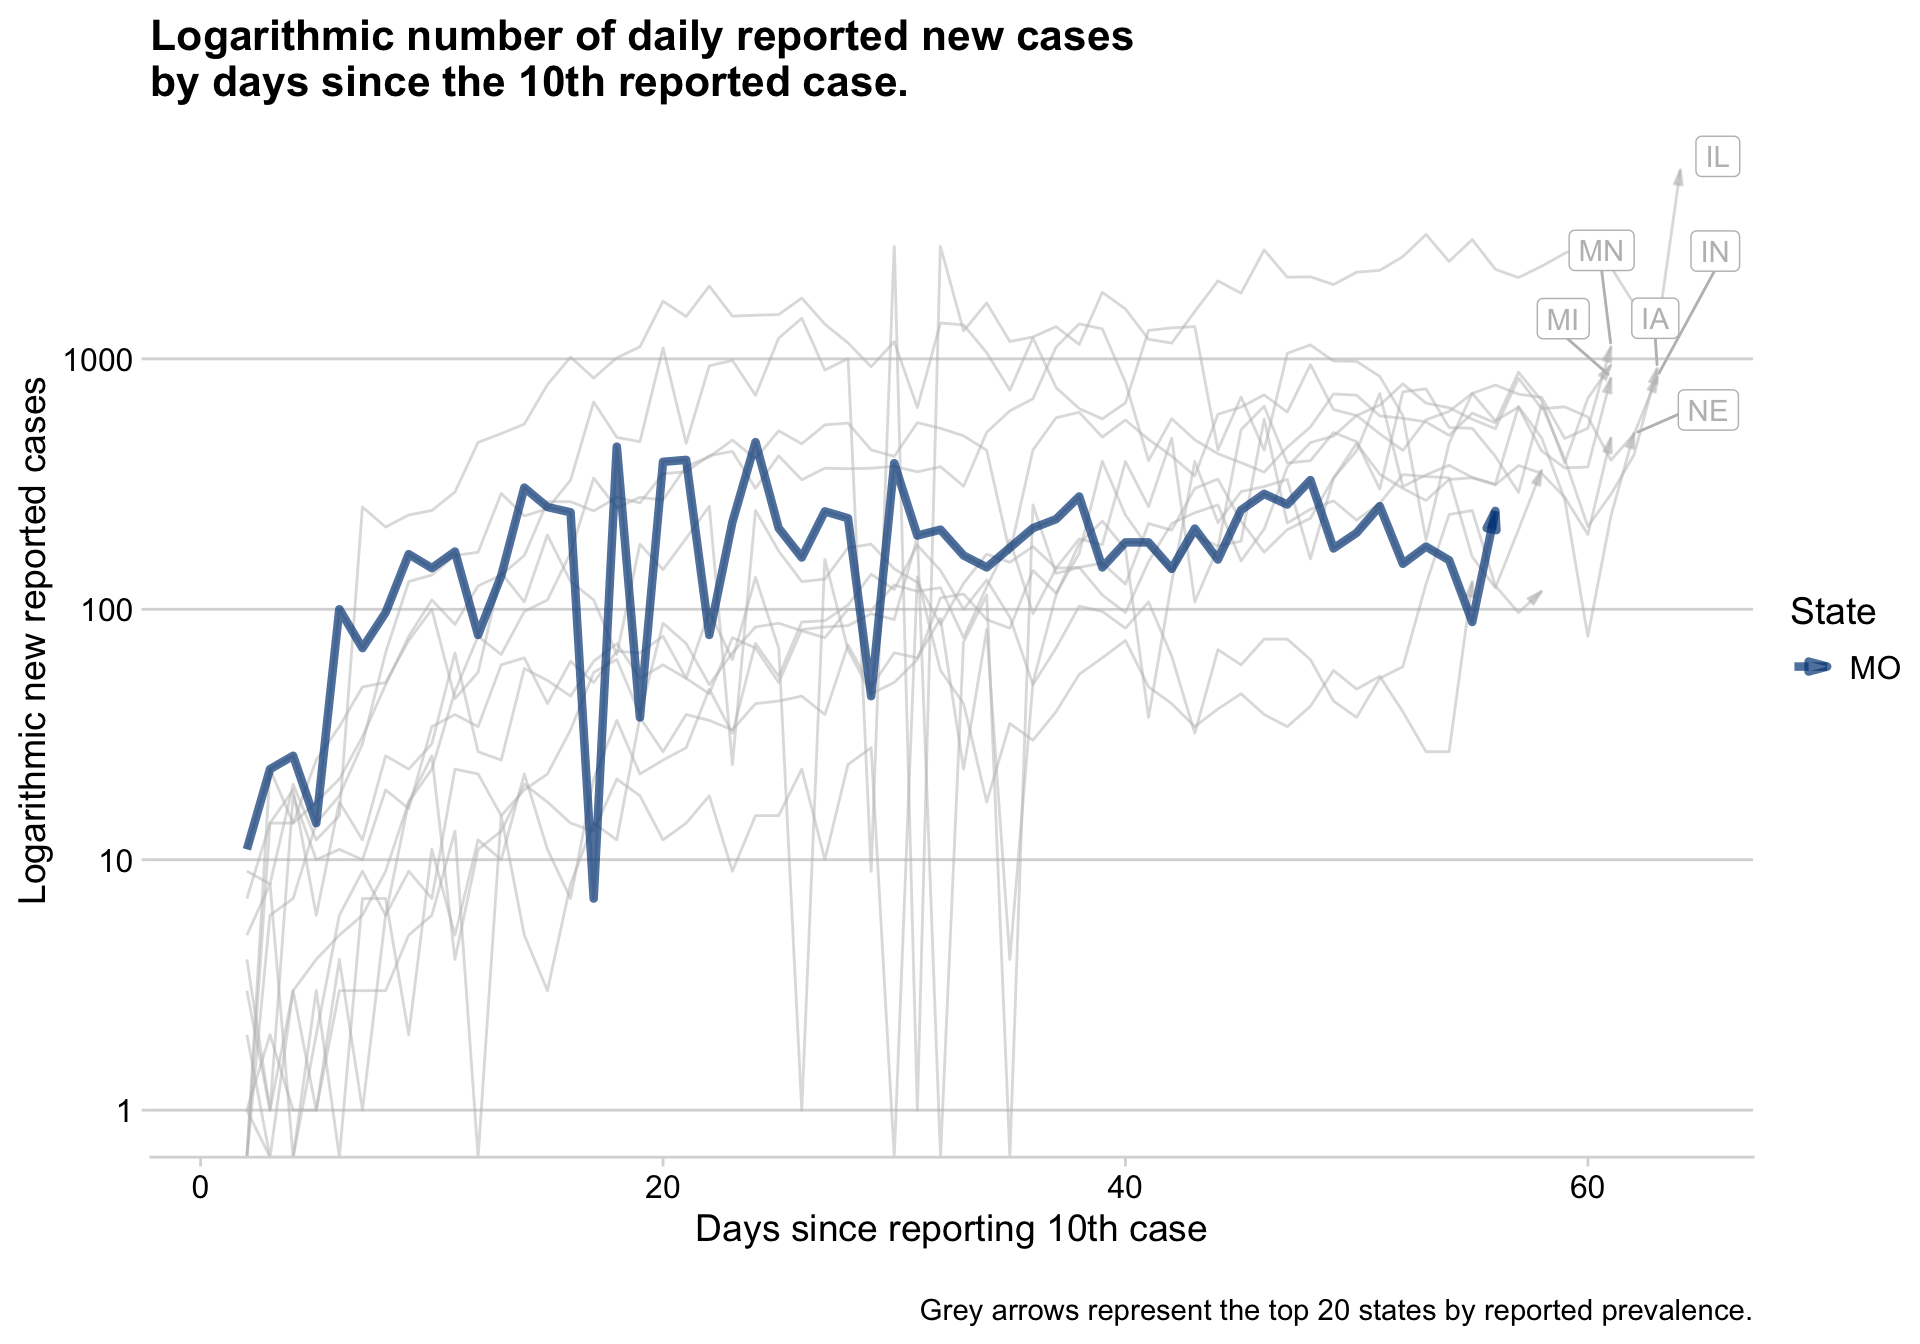 Logarithmic number of daily reported new cases
by days since the 10th reported case.
IL
MN
IN
MI
IA
NE
1000
100
10
1
Logarithmic new reported cases
0
20
40
60
Days since reporting 10th case
State
MO
Grey arrows represent the top 20 states by reported prevalence.